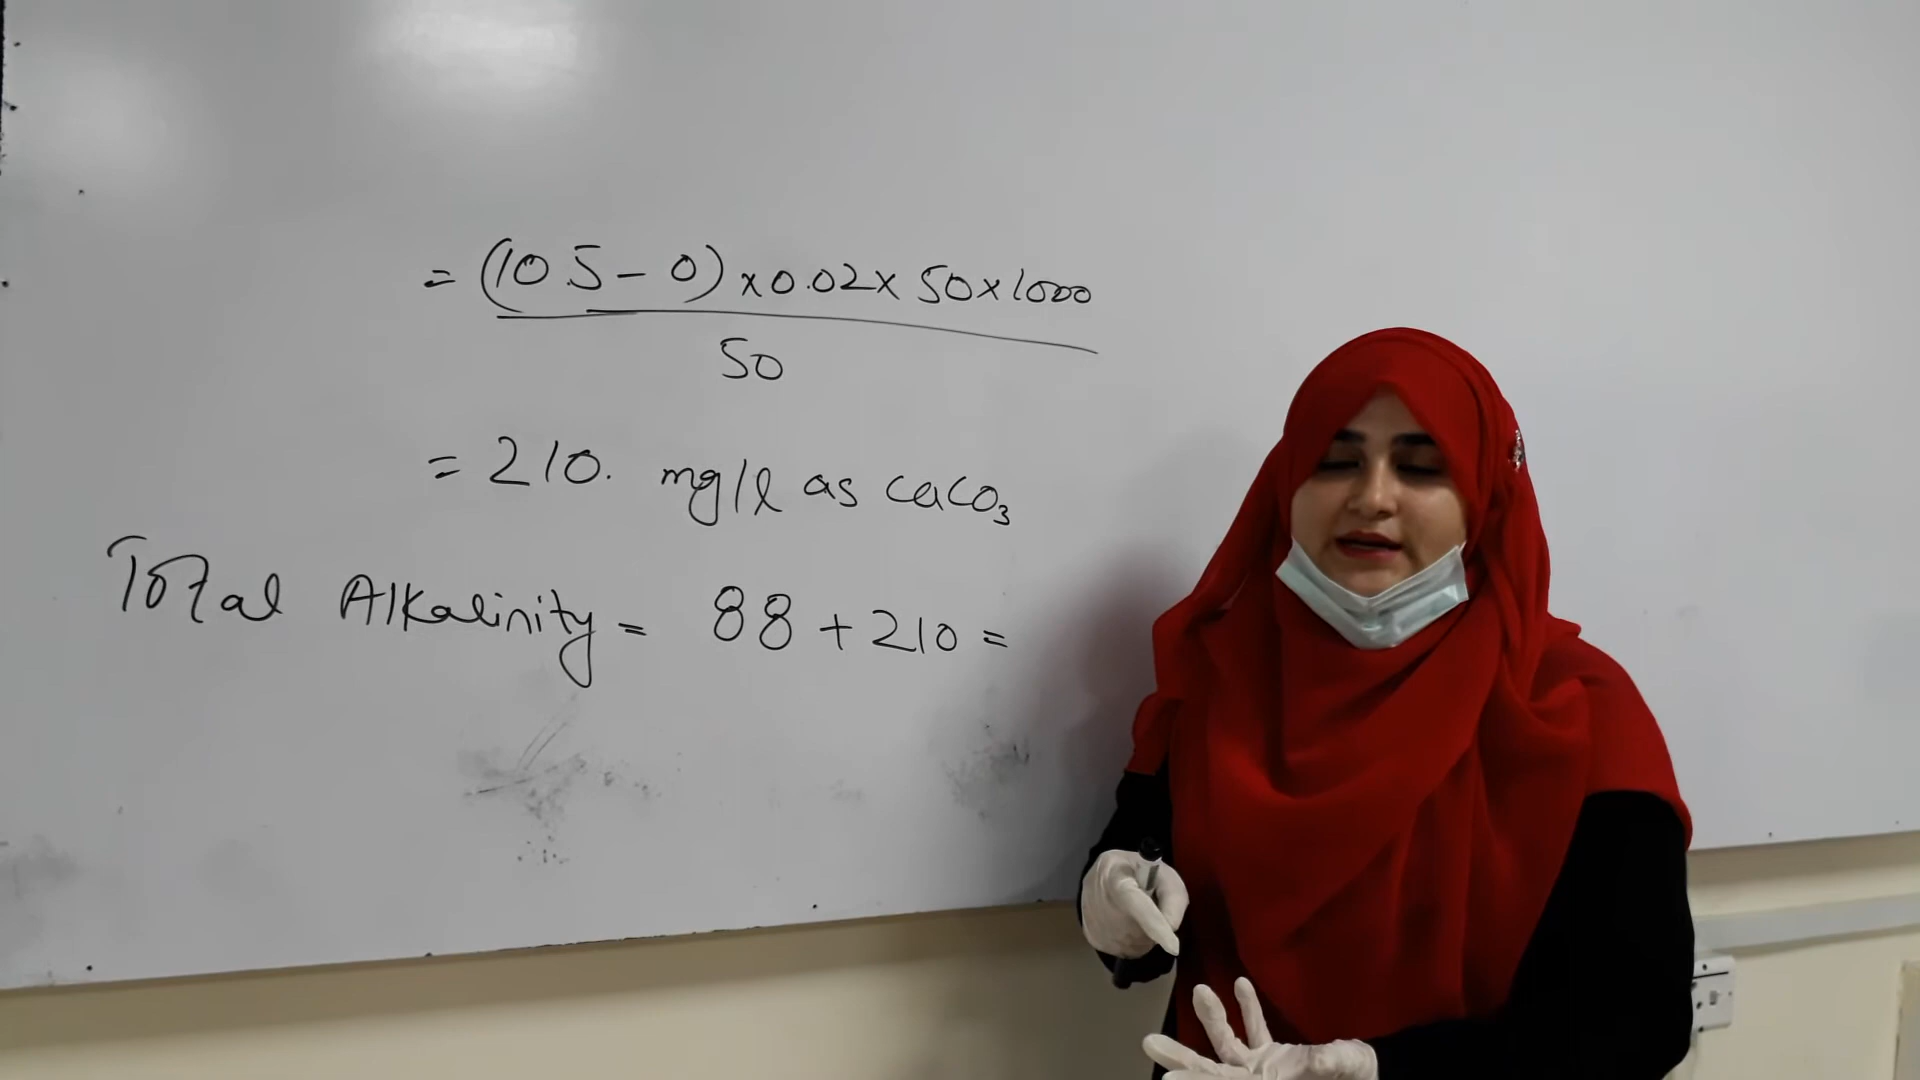 = (10.5 - 0) x 0.02 x 50 x 1000
50
= 210. mg/l as CaCO₃
Total Alkalinity = 88 + 210 =